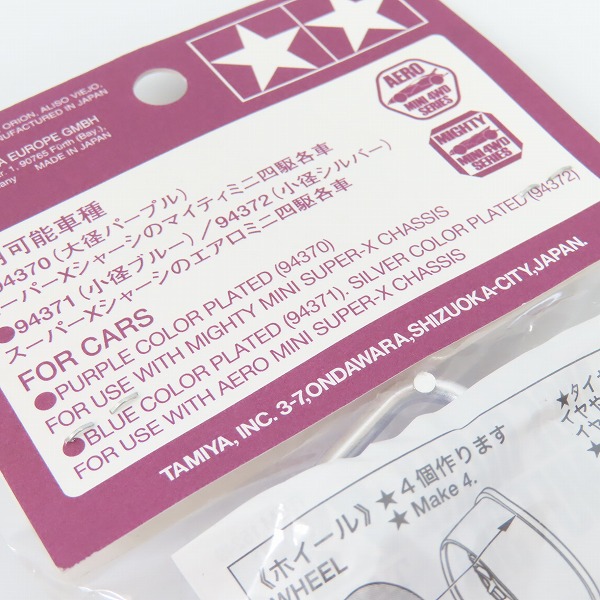 ORION, ALISO VIEJO,
MANUFACTURED IN JAPAN
EUROPE GMBH
1, 90765 Fürth (Bay.),
MADE IN JAPAN
AERO
MINI 4WD
SERIES
MIGHTY
MINI 4WD
SERIES
用可能車種
94370 (大径パープル)
スーパーXシャーシのマイティミニ四駆各車
●94371 (小径ブルー)/94372 (小径シルバー)
スーパーXシャーシのエアロミニ四駆各車
FOR CARS
●PURPLE COLOR PLATED (94370)
FOR USE WITH MIGHTY MINI SUPER-X CHASSIS
●BLUE COLOR PLATED (94371). SILVER COLOR PLATED (94372)
FOR USE WITH AERO MINI SUPER-X CHASSIS
TAMIYA, INC. 3-7, ONDAWARA, SHIZUOKA-CITY, JAPAN.
《ホイール》
WHEEL
★4個作ります
★Make 4.